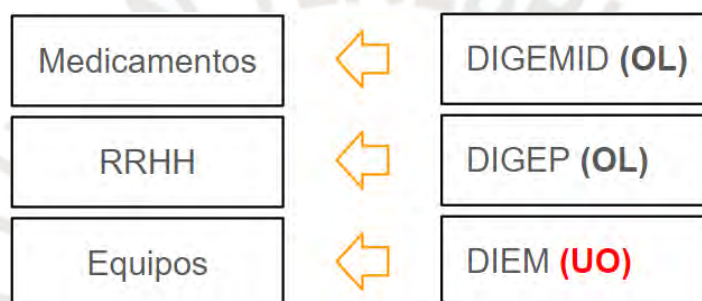 Medicamentos DIGEMID (OL)
RRHH DIGEP (OL)
Equipos DIEM (UO)